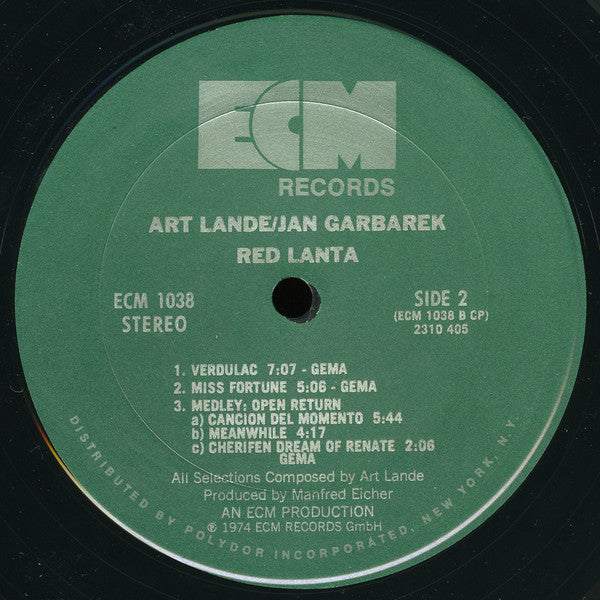 ECM
RECORDS
ART LANDE/JAN GARBAREK
RED LANTA
ECM 1038
STEREO
SIDE 2
(ECM 1038 B CP)
2310 405
1. VERDULAC 7:07 - GEMA
2. MISS FORTUNE 5:06 - GEMA
3. MEDLEY: OPEN RETURN
a) CANCION DEL MOMENTO 5:44
b) MEANWHILE 4:17
c) CHERIFEN DREAM OF RENATE 2:06
GEMA
All Selections Composed by Art Lande
Produced by Manfred Eicher
AN ECM PRODUCTION
℗ 1974 ECM RECORDS GmbH
DISTRIBUTED BY POLYDOR INCORPORATED, NEW YORK, N.Y.